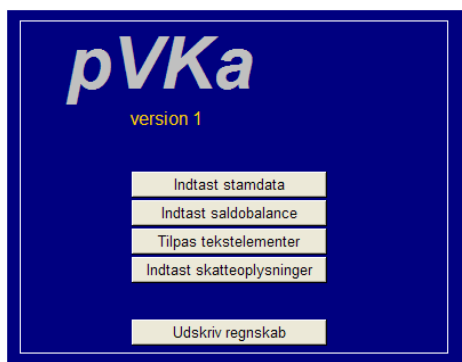 pVKa
version 1
Indtast stamdata
Indtast saldobalance
Tilpas tekstelementer
Indtast skatteoplysninger
Udskriv regnskab